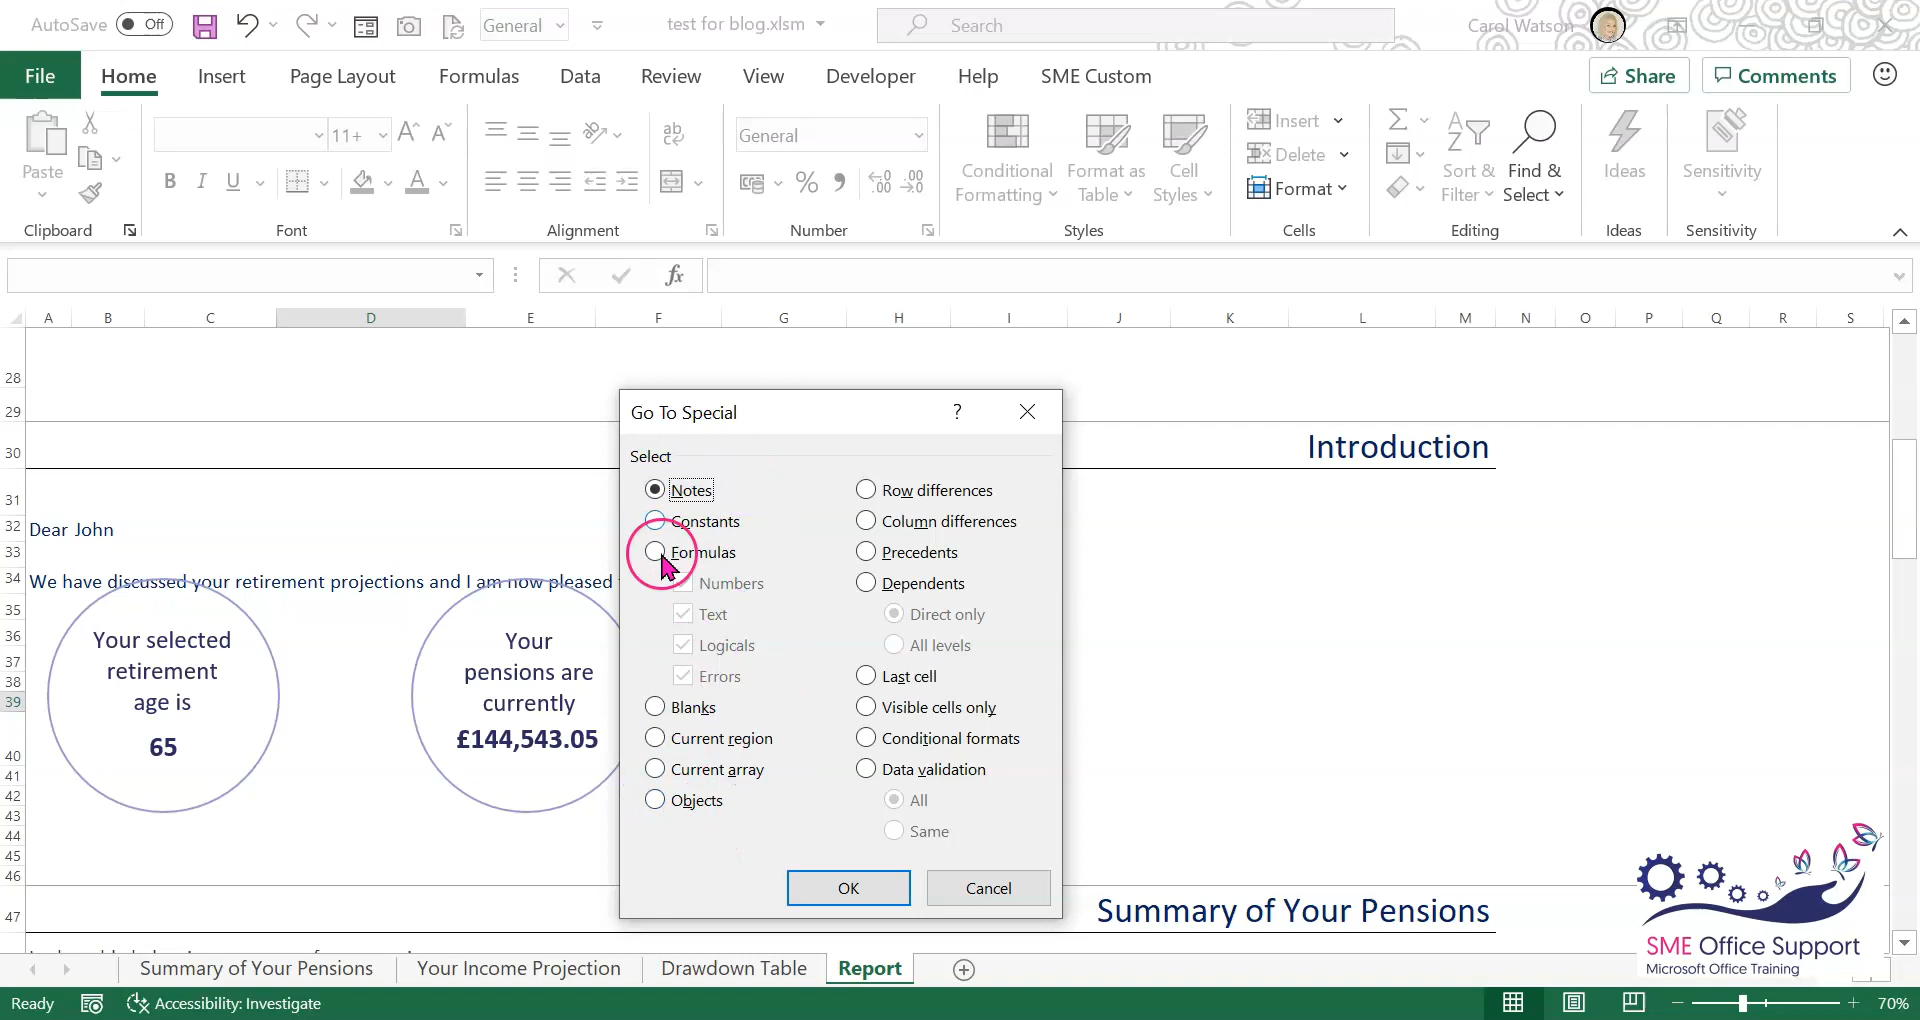 AutoSave Off General test for blog.xlsm Search Carol Watson
File Home Insert Page Layout Formulas Data Review View Developer Help SME Custom Share Comments
Paste
Clipboard
11+
B I U
Font
ab
Alignment
General
% 9
Number
Conditional Formatting
Format as Table
Cell Styles
Styles
Insert
Delete
Format
Cells
Sort & Filter
Find & Select
Editing
Ideas
Ideas
Sensitivity
Sensitivity
fx
A B C D E F G H I J K L M N O P Q R S
28
29
30 Introduction
31
32 Dear John
33
34 We have discussed your retirement projections and I am now pleased
35
36
37
38
39
40
41
42
43
44
45
46
47 Summary of Your Pensions
Your selected
retirement
age is
65
Your
pensions are
currently
£144,543.05
Go To Special ?
Select
Notes
Constants
Formulas
Numbers
Text
Logicals
Errors
Blanks
Current region
Current array
Objects
Row differences
Column differences
Precedents
Dependents
Direct only
All levels
Last cell
Visible cells only
Conditional formats
Data validation
All
Same
OK Cancel
SME Office Support
Microsoft Office Training
Summary of Your Pensions Your Income Projection Drawdown Table Report
Ready Accessibility: Investigate 70%